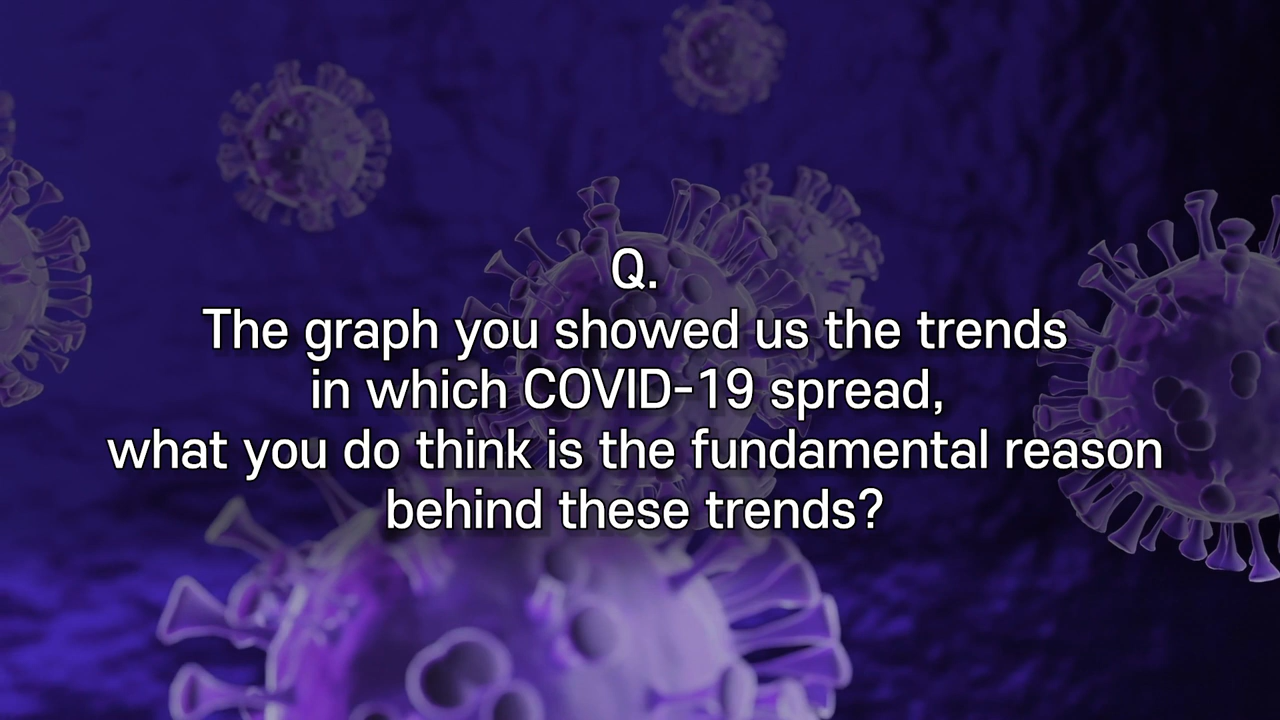 Q.
The graph you showed us the trends
in which COVID-19 spread,
what you do think is the fundamental reason
behind these trends?